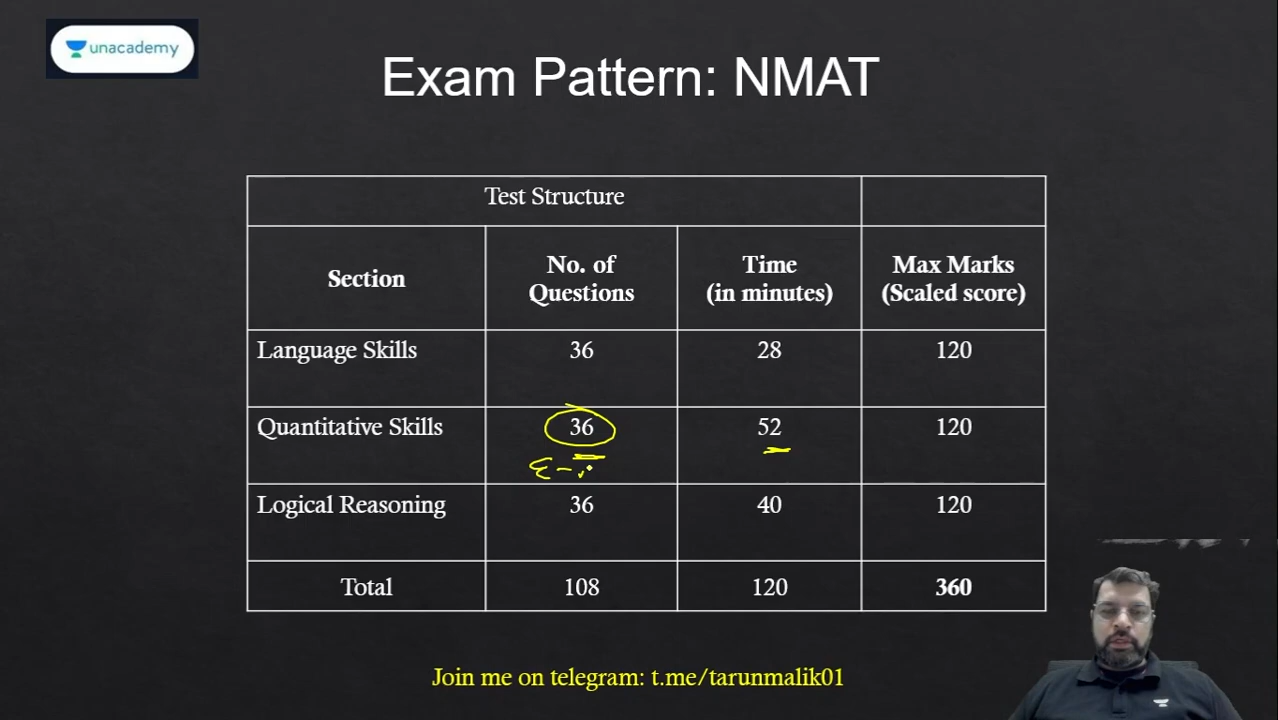 unacademy
Exam Pattern: NMAT
Test Structure
Section No. of Questions Time (in minutes) Max Marks (Scaled score)
Language Skills 36 28 120
Quantitative Skills 36 52 120
Logical Reasoning 36 40 120
Total 108 120 360
Join me on telegram: t.me/tarunmalik01